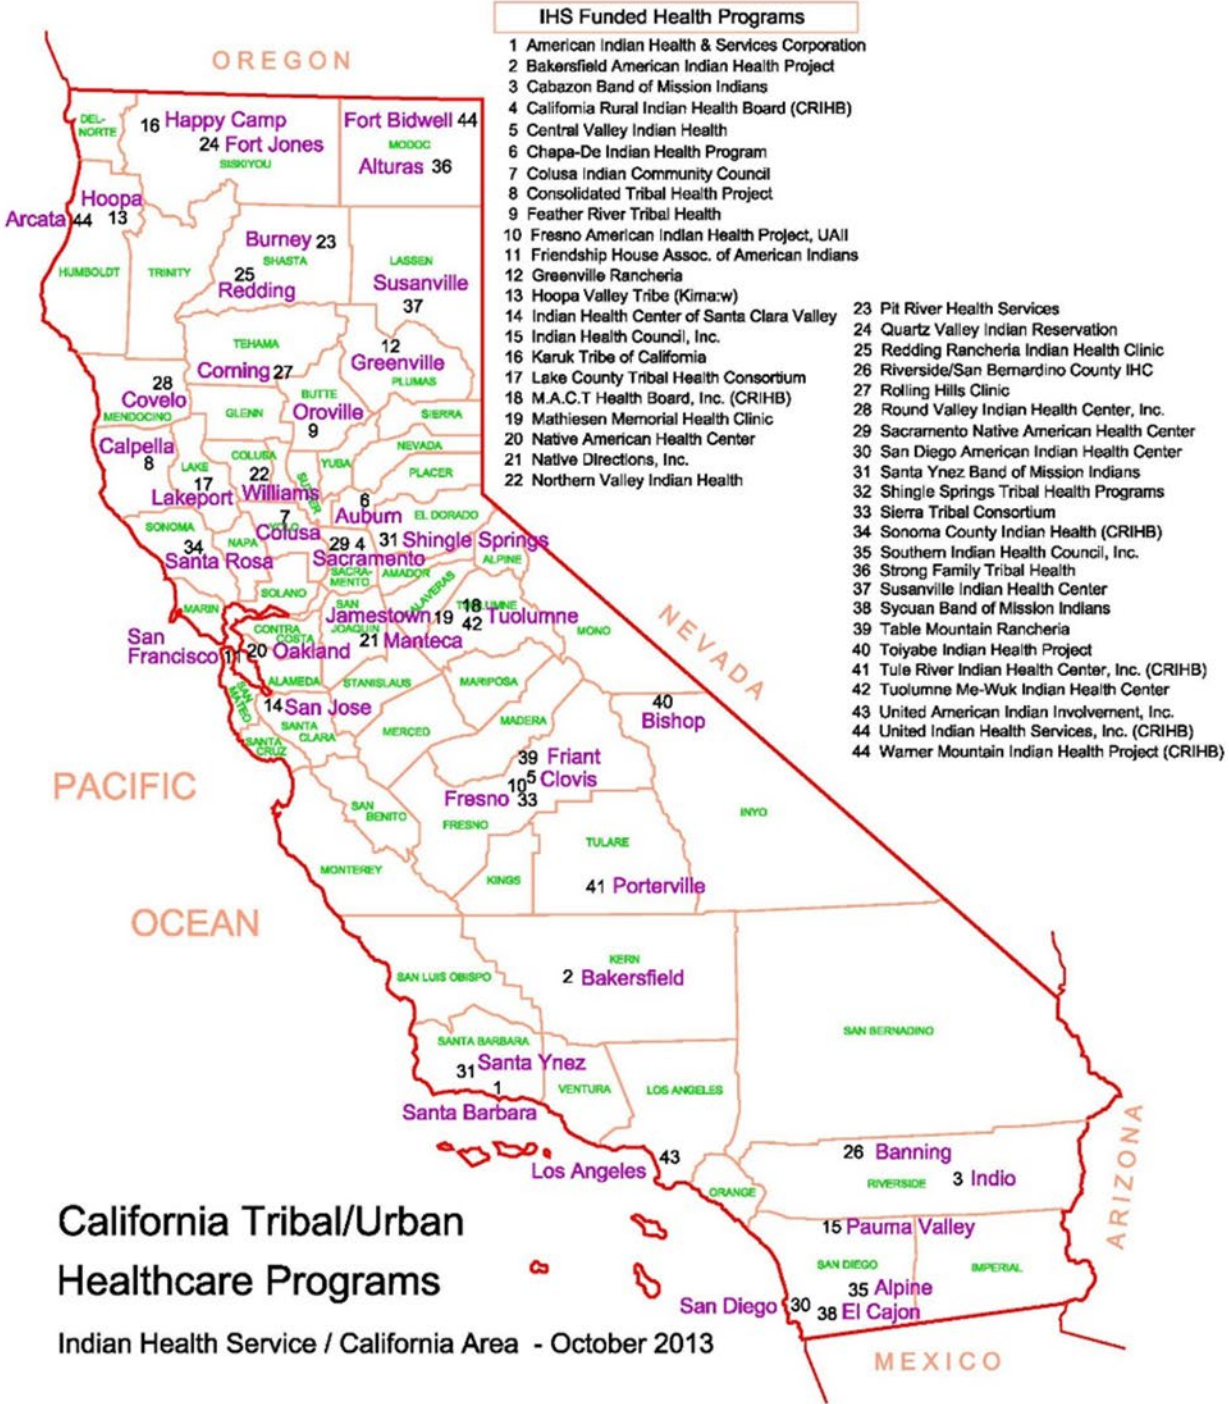 IHS Funded Health Programs
1 American Indian Health & Services Corporation
2 Bakersfield American Indian Health Project
3 Cabazon Band of Mission Indians
4 California Rural Indian Health Board (CRIHB)
5 Central Valley Indian Health
6 Chapa-De Indian Health Program
7 Colusa Indian Community Council
8 Consolidated Tribal Health Project
9 Feather River Tribal Health
10 Fresno American Indian Health Project, UAII
11 Friendship House Assoc. of American Indians
12 Greenville Rancheria
13 Hoopa Valley Tribe (Kima:w)
14 Indian Health Center of Santa Clara Valley
15 Indian Health Council, Inc.
16 Karuk Tribe of California
17 Lake County Tribal Health Consortium
18 M.A.C.T Health Board, Inc. (CRIHB)
19 Mathiesen Memorial Health Clinic
20 Native American Health Center
21 Native Directions, Inc.
22 Northern Valley Indian Health
23 Pit River Health Services
24 Quartz Valley Indian Reservation
25 Redding Rancheria Indian Health Clinic
26 Riverside/San Bernardino County IHC
27 Rolling Hills Clinic
28 Round Valley Indian Health Center, Inc.
29 Sacramento Native American Health Center
30 San Diego American Indian Health Center
31 Santa Ynez Band of Mission Indians
32 Shingle Springs Tribal Health Programs
33 Sierra Tribal Consortium
34 Sonoma County Indian Health (CRIHB)
35 Southern Indian Health Council, Inc.
36 Strong Family Tribal Health
37 Susanville Indian Health Center
38 Sycuan Band of Mission Indians
39 Table Mountain Rancheria
40 Toiyabe Indian Health Project
41 Tule River Indian Health Center, Inc. (CRIHB)
42 Tuolumne Me-Wuk Indian Health Center
43 United American Indian Involvement, Inc.
44 United Indian Health Services, Inc. (CRIHB)
44 Warner Mountain Indian Health Project (CRIHB)
OREGON
DEL-
NORTE
16 Happy Camp
24 Fort Jones
SISKIYOU
Fort Bidwell 44
MODOC
Alturas 36
Hoopa
13
Arcata 44
HUMBOLDT
TRINITY
Burney 23
SHASTA
25
Redding
LASSEN
Susanville
37
TEHAMA
Corning 27
12
Greenville
PLUMAS
28
Covelo
MENDOCINO
GLENN
BUTTE
Oroville
9
SIERRA
Calpella
8
LAKE
17
Lakeport
COLUSA
22
Williams
SUTTER
YUBA
NEVADA
PLACER
6
Auburn
EL DORADO
7
YOLO
Colusa
SONOMA
34
Santa Rosa
NAPA
29 4
Sacramento
SACRA-
MENTO
31 Shingle Springs
ALPINE
AMADOR
SOLANO
MARIN
CALAVERAS
SAN
JOAQUIN
Jamestown 19
TUOLUMNE
18
42 Tuolumne
MONO
NEVADA
San
Francisco 11
CONTRA
COSTA
20 Oakland
21 Manteca
ALAMEDA
STANISLAUS
MARIPOSA
SAN
MATEO
14 San Jose
SANTA
CLARA
SANTA
CRUZ
MERCED
MADERA
40
Bishop
39 Friant
5 Clovis
10
Fresno 33
FRESNO
PACIFIC
OCEAN
SAN
BENITO
MONTEREY
KINGS
TULARE
41 Porterville
INYO
SAN LUIS OBISPO
KERN
2 Bakersfield
SAN BERNADINO
SANTA BARBARA
31 Santa Ynez
1
Santa Barbara
VENTURA
LOS ANGELES
43
Los Angeles
ORANGE
26 Banning
RIVERSIDE
3 Indio
ARIZONA
15 Pauma Valley
SAN DIEGO
IMPERIAL
35 Alpine
San Diego 30
38 El Cajon
MEXICO
California Tribal/Urban
Healthcare Programs
Indian Health Service / California Area - October 2013